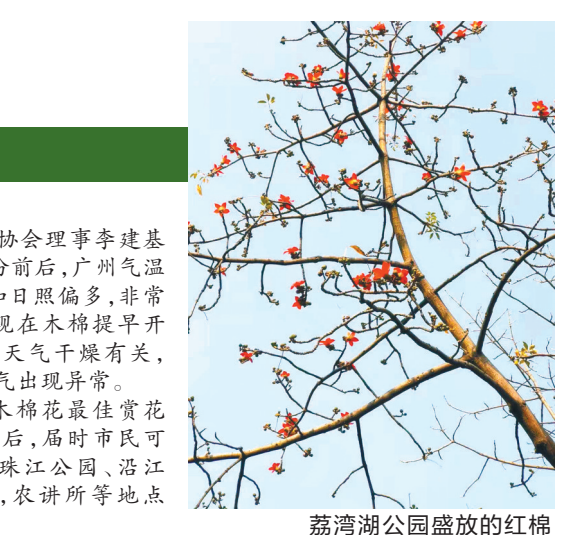 协会理事李建基
分前后,广州气温
日照偏多,非常
现在木棉提早开
天气干燥有关,
气出现异常。
木棉花最佳赏花
后,届时市民可
珠江公园、沿江
,农讲所等地点
荔湾湖公园盛放的红棉